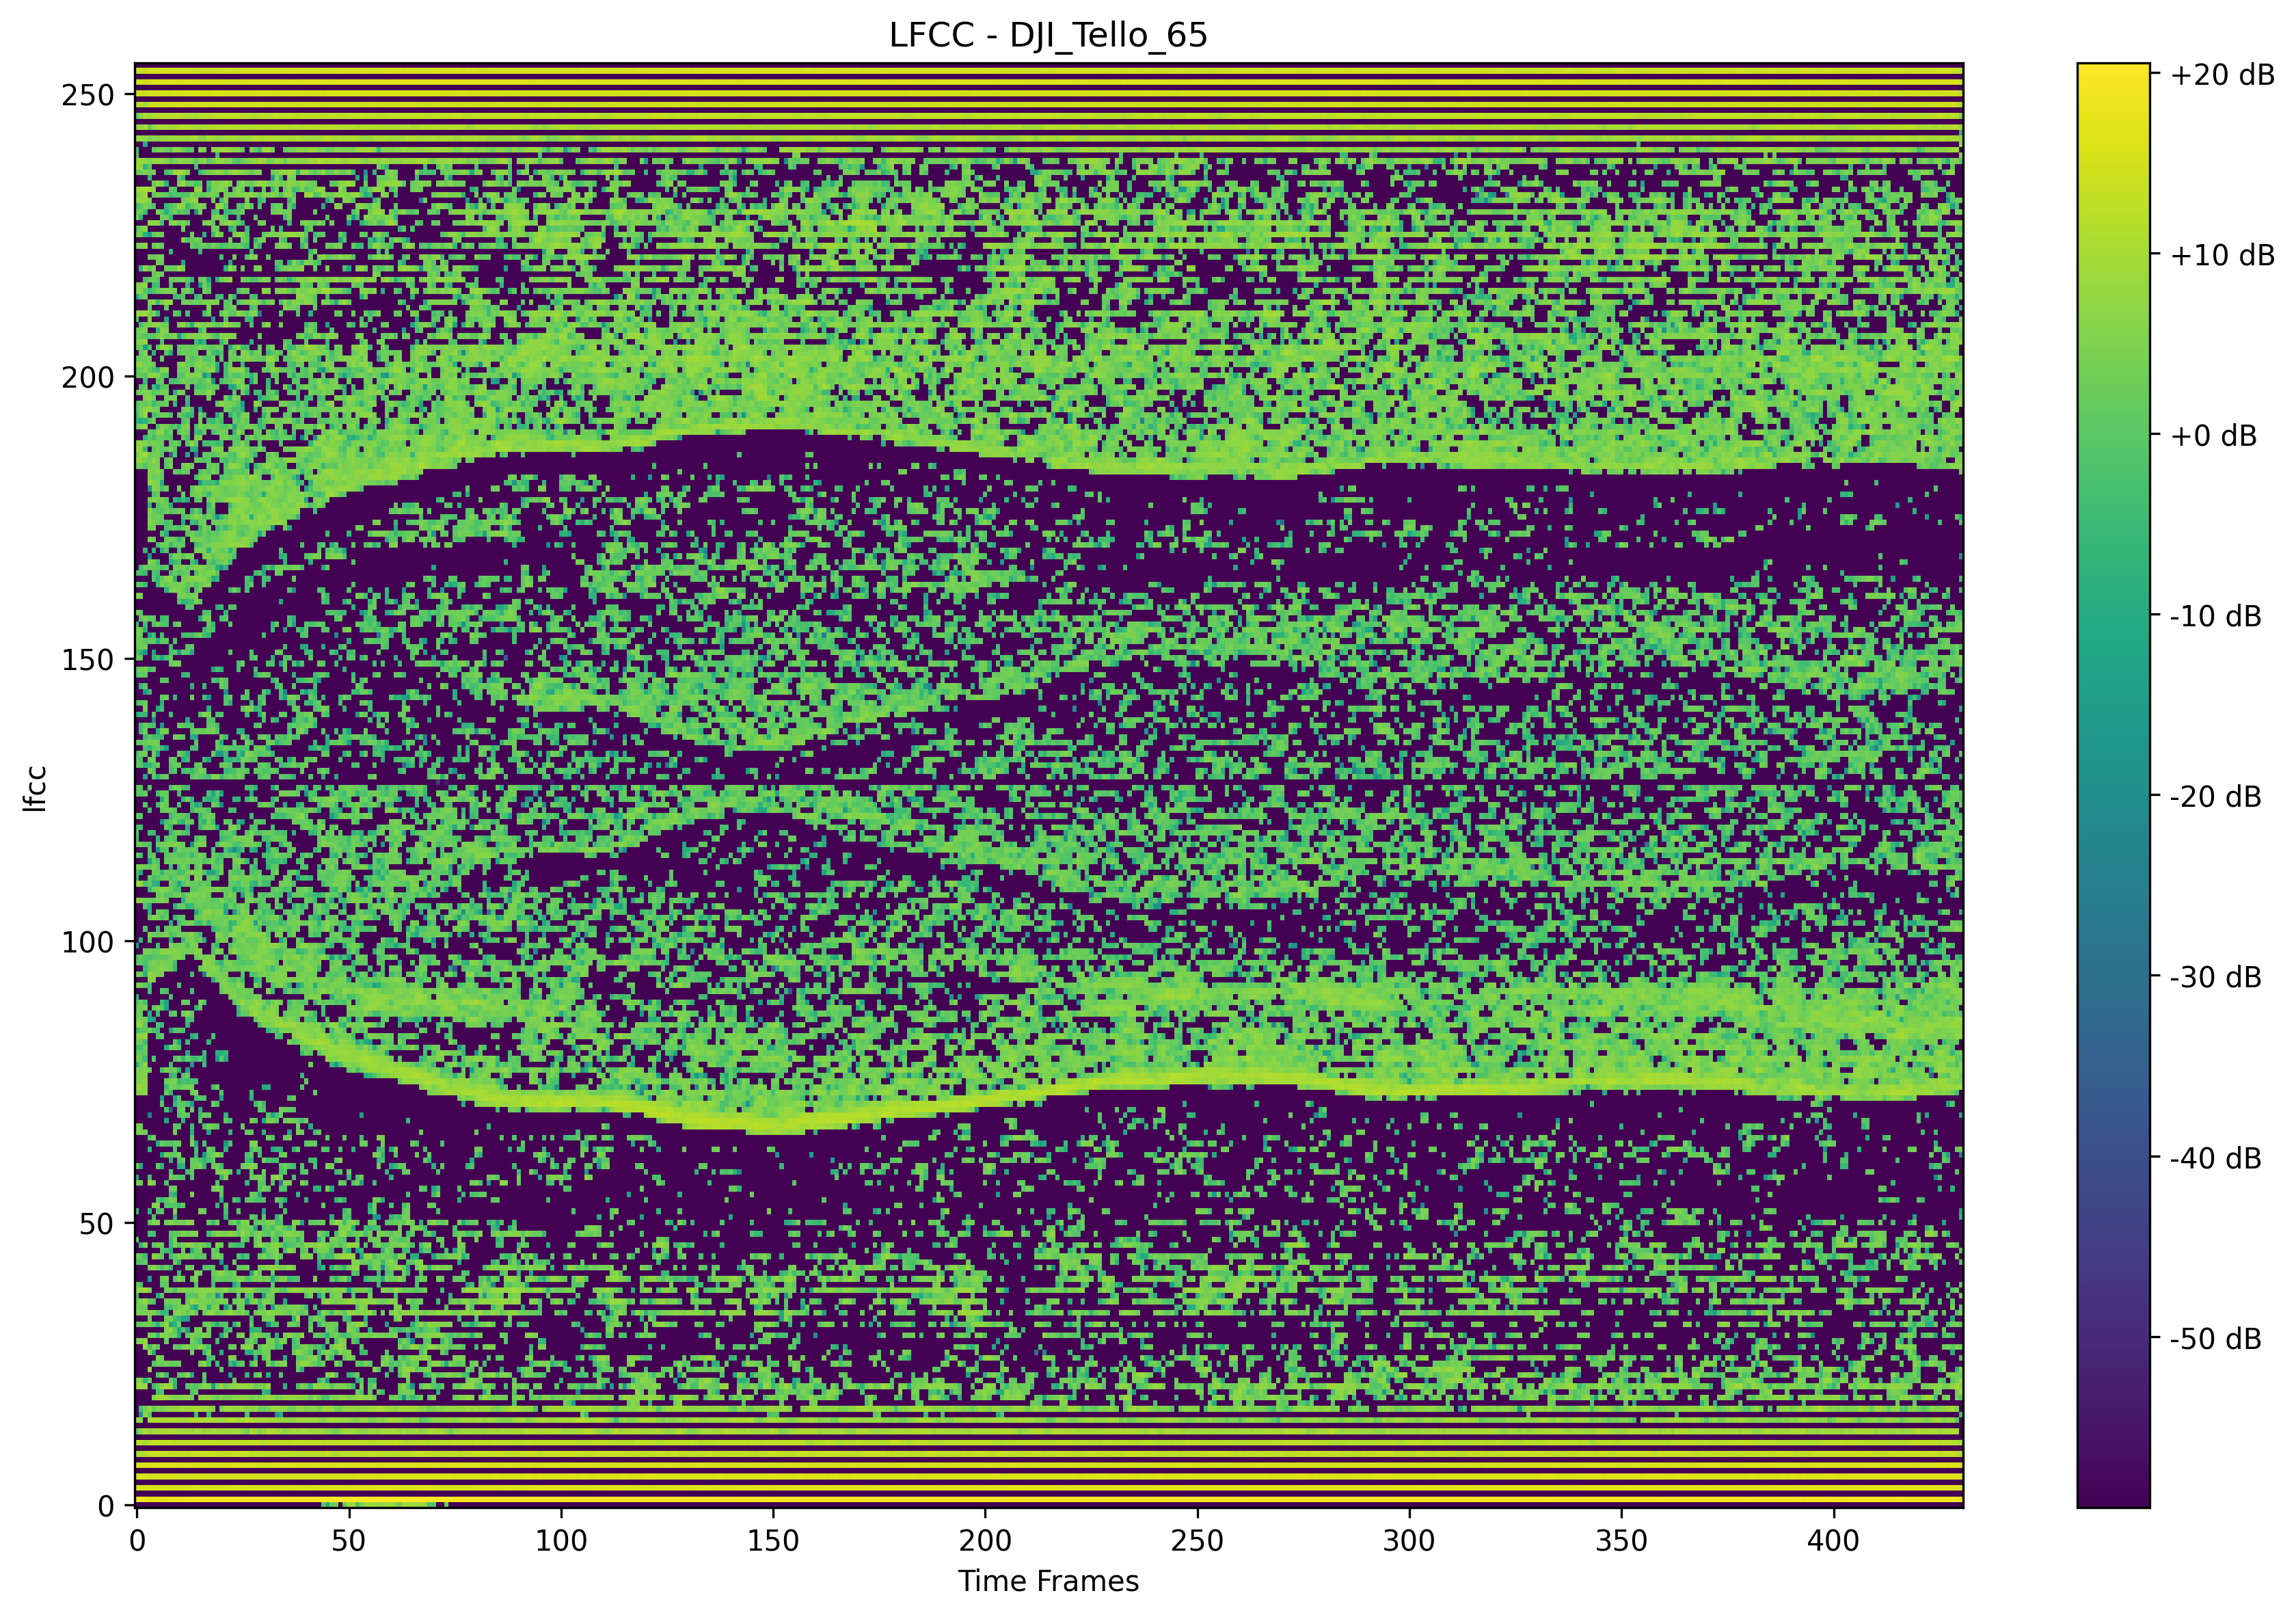 LFCC - DJI_Tello_65
250
200
150
100
50
0
lfcc
0 50 100 150 200 250 300 350 400
Time Frames
+20 dB
+10 dB
+0 dB
-10 dB
-20 dB
-30 dB
-40 dB
-50 dB